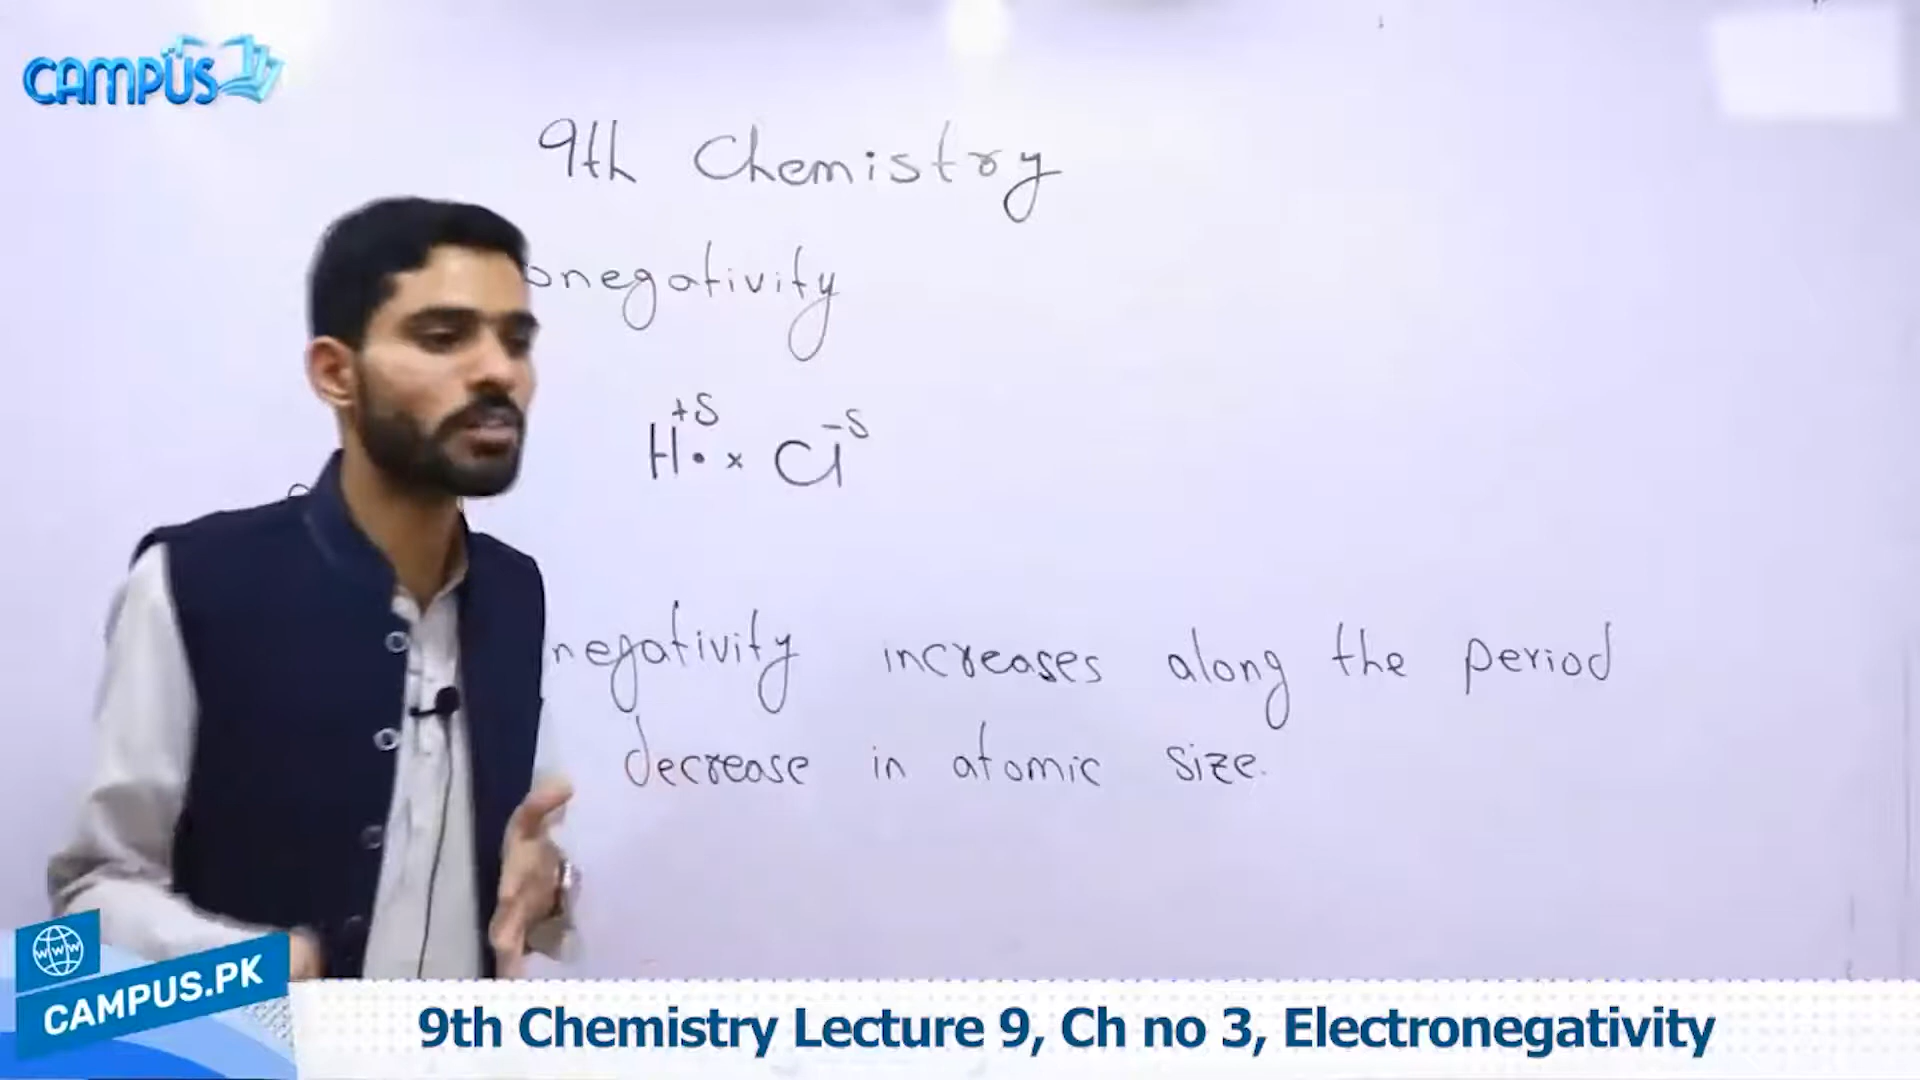 CAMPUS
9th Chemistry
onegativity
+δ -δ
H• × Cl
negativity increases along the period
decrease in atomic size.
www
CAMPUS.PK
9th Chemistry Lecture 9, Ch no 3, Electronegativity